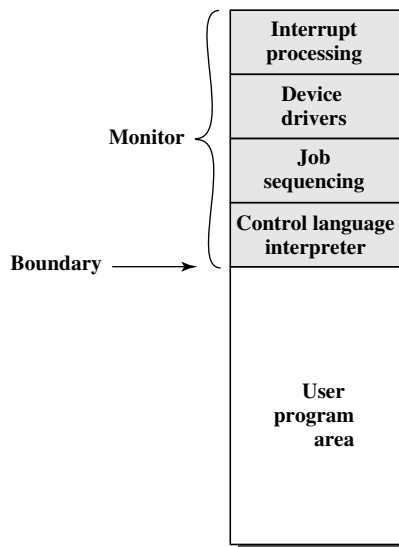 Interrupt
processing
Device
drivers
Monitor
Job
sequencing
Control language
interpreter
Boundary
User
program
area